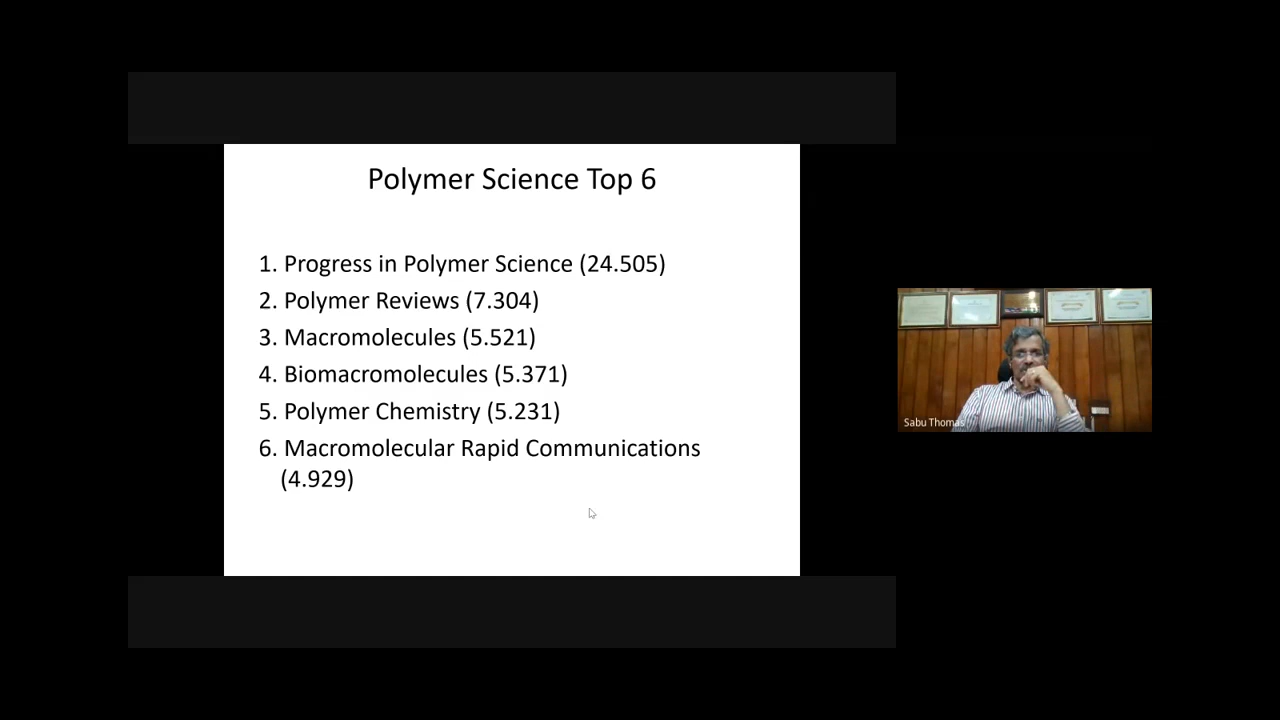 Polymer Science Top 6
1. Progress in Polymer Science (24.505)
2. Polymer Reviews (7.304)
3. Macromolecules (5.521)
4. Biomacromolecules (5.371)
5. Polymer Chemistry (5.231)
6. Macromolecular Rapid Communications
(4.929)
Sabu Thomas